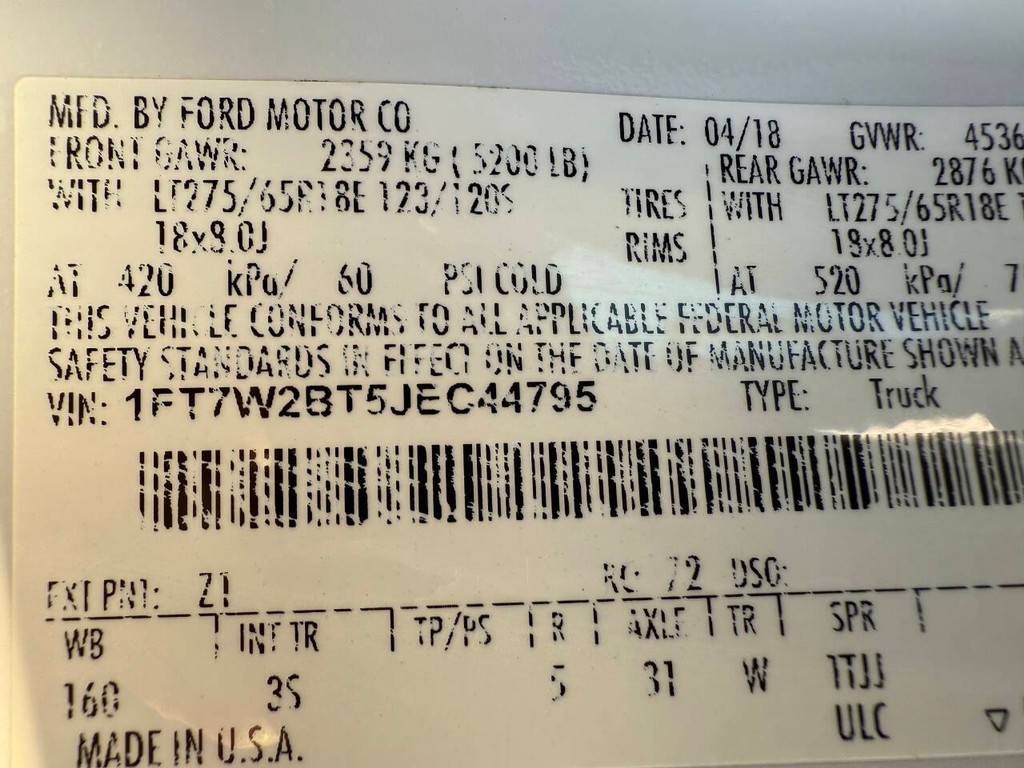 MFD. BY FORD MOTOR CO
DATE: 04/18 GVWR: 4536
FRONT GAWR: 2359 KG ( 5200 LB)
REAR GAWR: 2876 KG
WITH LT275/65R18E 123/120S TIRES
WITH LT275/65R18E
18x8.0J RIMS
18x8.0J
AT 420 kPa/ 60 PSI COLD
AT 520 kPa/ 7
THIS VEHICLE CONFORMS TO ALL APPLICABLE FEDERAL MOTOR VEHICLE
SAFETY STANDARDS IN EFFECT ON THE DATE OF MANUFACTURE SHOWN A
VIN: 1FT7W2BT5JEC44795 TYPE: Truck
EXT PNT: Z1 RC: 72 DSO:
WB INT TR TP/PS R AXLE TR SPR
160 3S 5 31 W 1TJJ
ULC
MADE IN U.S.A.